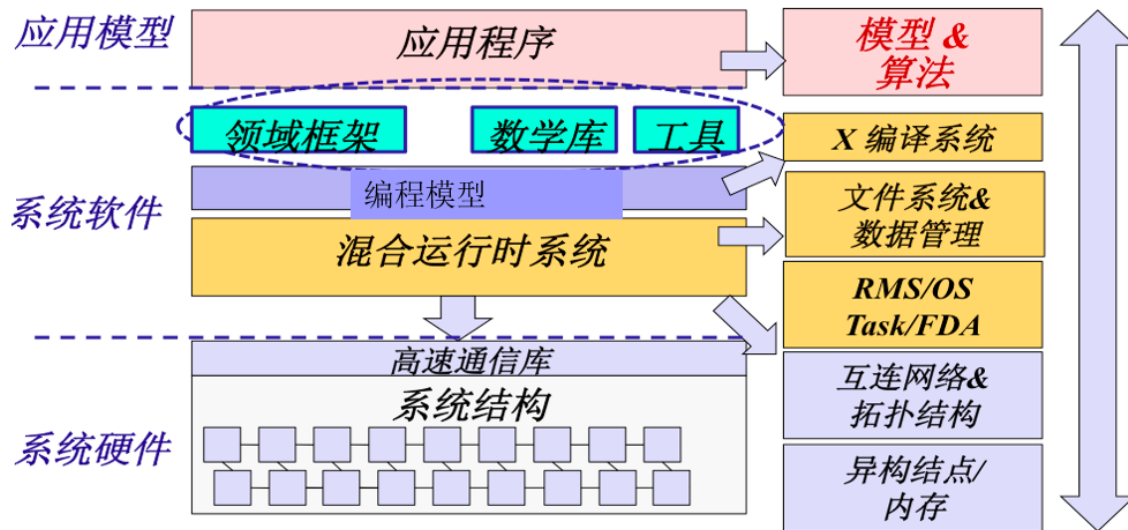 应用模型
应用程序
模型 &
算法
领域框架
数学库
工具
X 编译系统
编程模型
系统软件
文件系统&
数据管理
混合运行时系统
RMS/OS
Task/FDA
高速通信库
互连网络&
拓扑结构
系统结构
系统硬件
异构结点/
内存